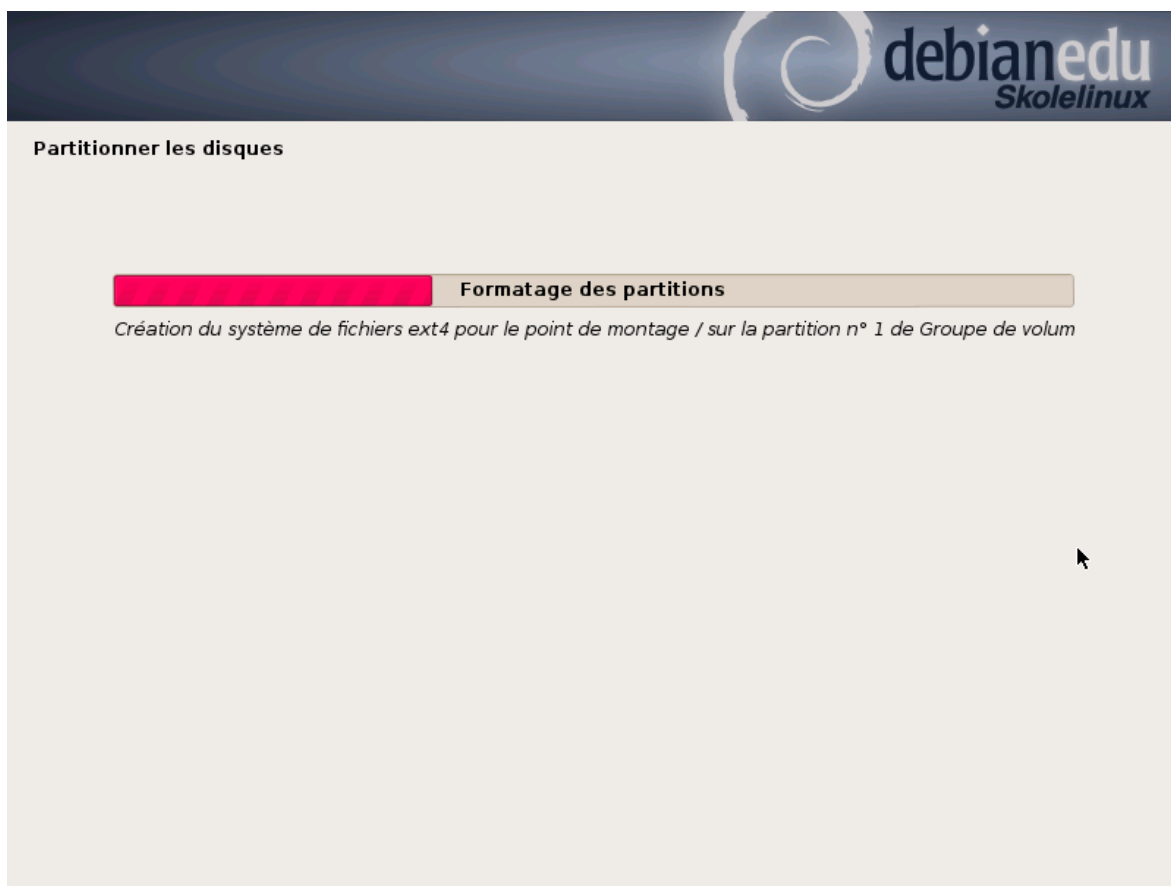 debianedu
Skolelinux
Partitionner les disques
Formatage des partitions
Création du système de fichiers ext4 pour le point de montage / sur la partition n° 1 de Groupe de volum